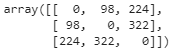 array([[  0,  98, 224],
       [ 98,   0, 322],
       [224, 322,   0]])